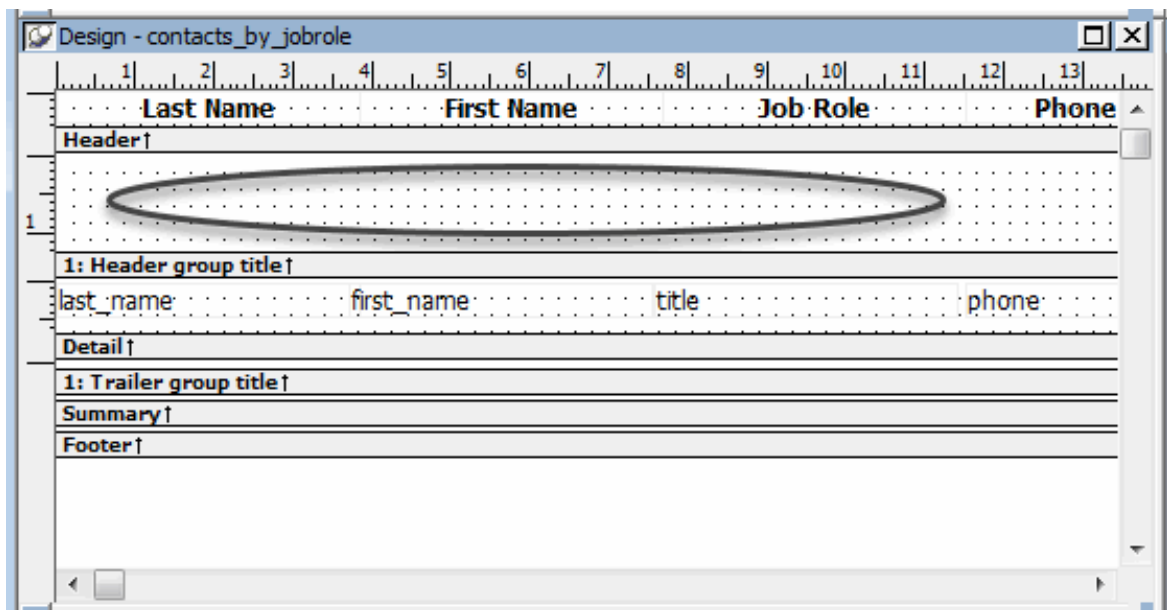 Design - contacts_by_jobrole
1 2 3 4 5 6 7 8 9 10 11 12 13
Last Name First Name Job Role Phone
Header↑
1
1: Header group title↑
last_name first_name title phone
Detail↑
1: Trailer group title↑
Summary↑
Footer↑